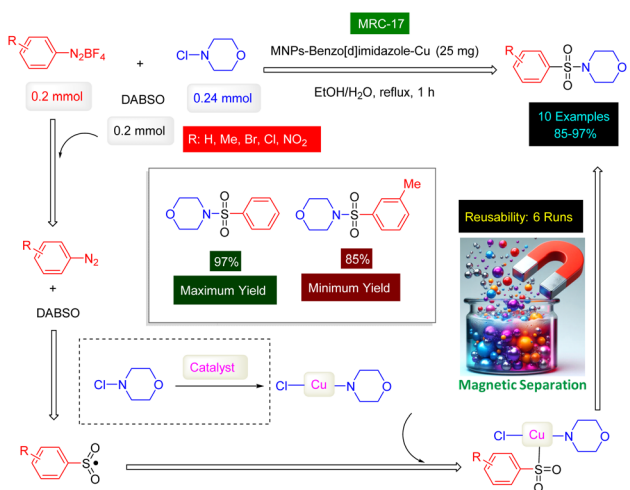 MRC-17
R
N₂BF₄
+
Cl
N
O
MNPs-Benzo[d]imidazole-Cu (25 mg)
EtOH/H₂O, reflux, 1 h
R
O
S
O
N
O
0.2 mmol
DABSO
0.24 mmol
0.2 mmol
R: H, Me, Br, Cl, NO₂
10 Examples
85-97%
O
N
S
O
O
O
N
S
O
O
Me
97%
Maximum Yield
85%
Minimum Yield
Reusability: 6 Runs
Magnetic Separation
R
N₂
+
DABSO
Cl
N
O
Catalyst
Cl
Cu
N
O
R
S
O
O
Cl
Cu
N
O
R
S
O
O